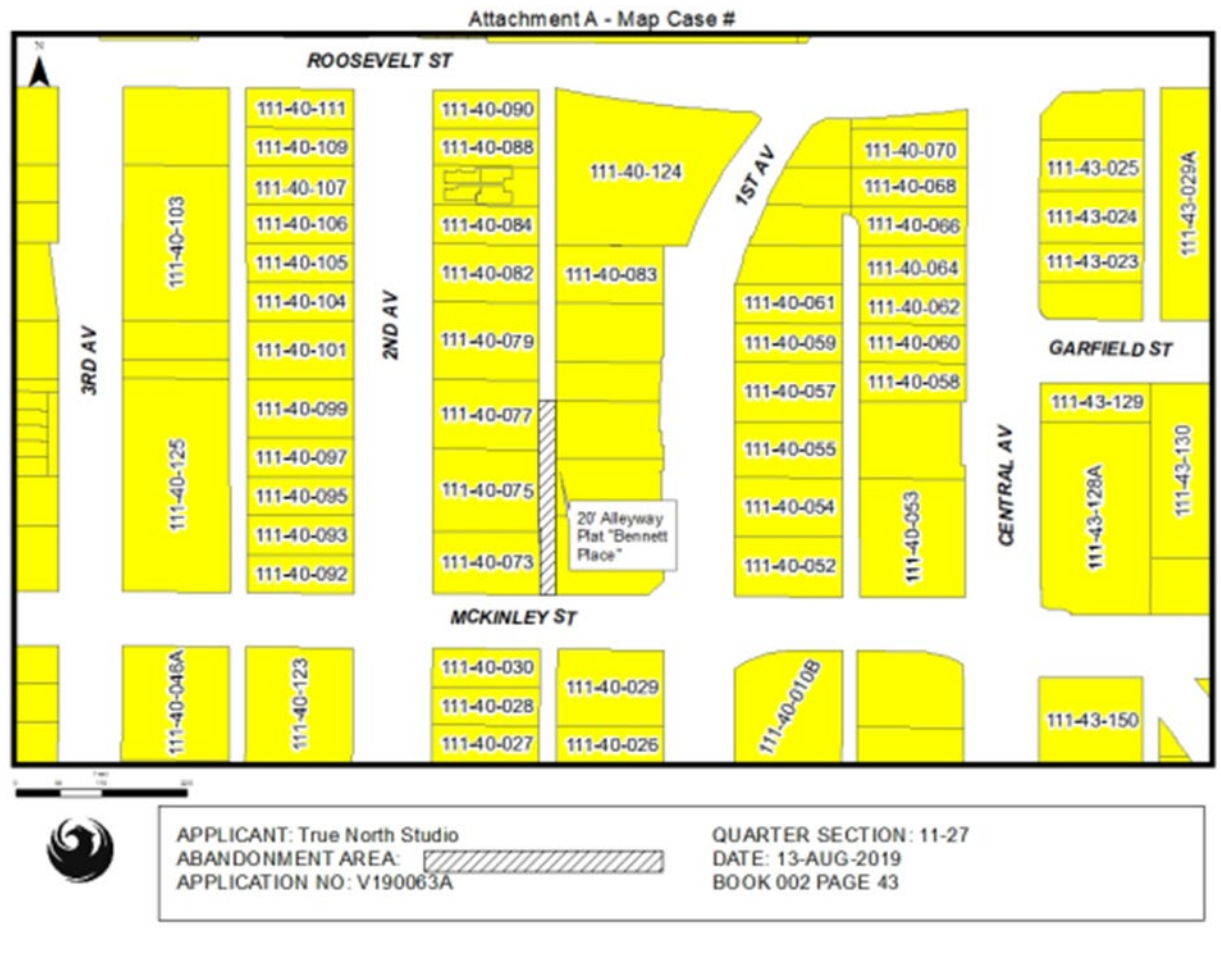 Attachment A - Map Case #
N
ROOSEVELT ST
3RD AV
2ND AV
1ST AV
CENTRAL AV
GARFIELD ST
MCKINLEY ST
111-40-103
111-40-125
111-40-111
111-40-109
111-40-107
111-40-106
111-40-105
111-40-104
111-40-101
111-40-099
111-40-097
111-40-095
111-40-093
111-40-092
111-40-090
111-40-088
111-40-084
111-40-082
111-40-079
111-40-077
111-40-075
111-40-073
111-40-124
111-40-083
20' Alleyway
Plat "Bennett
Place"
111-40-061
111-40-059
111-40-057
111-40-055
111-40-054
111-40-052
111-40-070
111-40-068
111-40-066
111-40-064
111-40-062
111-40-060
111-40-058
111-40-053
111-43-025
111-43-024
111-43-023
111-43-029A
111-43-129
111-43-128A
111-43-130
111-40-046A
111-40-123
111-40-030
111-40-028
111-40-027
111-40-029
111-40-026
111-40-010B
111-43-150
APPLICANT: True North Studio
ABANDONMENT AREA:
APPLICATION NO: V190063A
QUARTER SECTION: 11-27
DATE: 13-AUG-2019
BOOK 002 PAGE 43